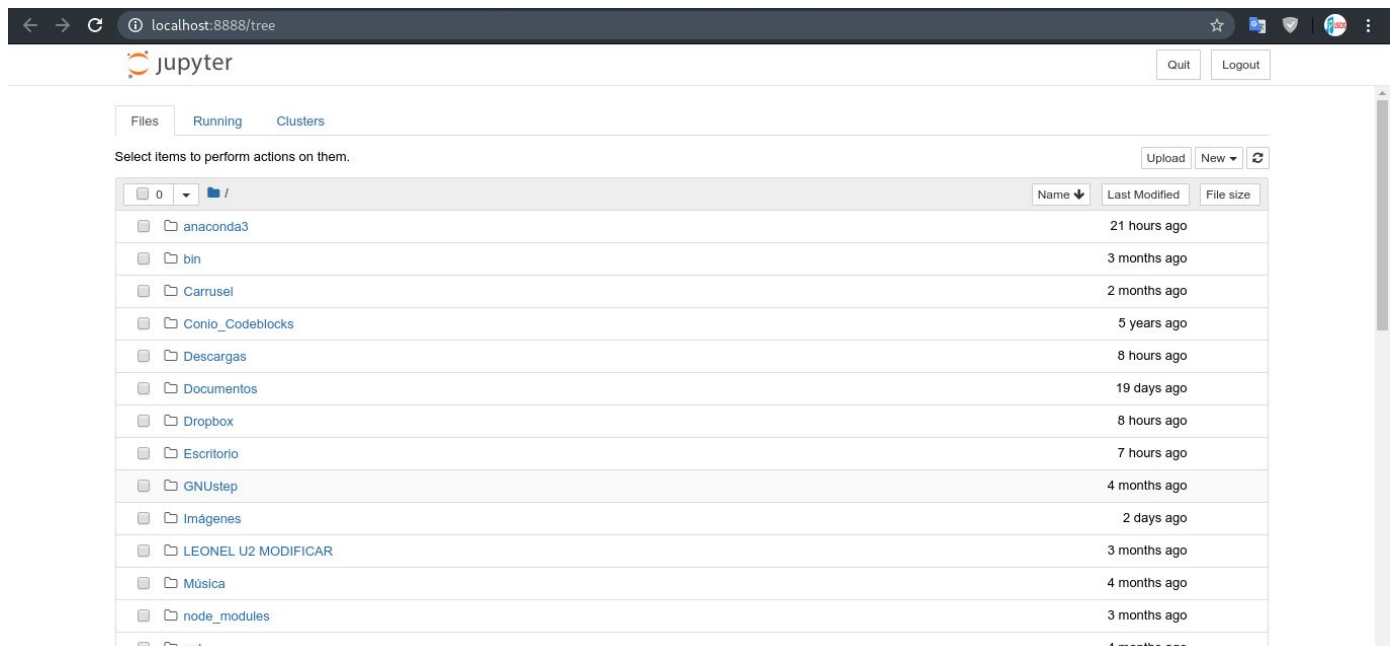 localhost:8888/tree
jupyter
Quit Logout
Files Running Clusters
Select items to perform actions on them.
Upload New
0 / Name Last Modified File size
anaconda3 21 hours ago
bin 3 months ago
Carrusel 2 months ago
Conio_Codeblocks 5 years ago
Descargas 8 hours ago
Documentos 19 days ago
Dropbox 8 hours ago
Escritorio 7 hours ago
GNUstep 4 months ago
Imágenes 2 days ago
LEONEL U2 MODIFICAR 3 months ago
Música 4 months ago
node_modules 3 months ago